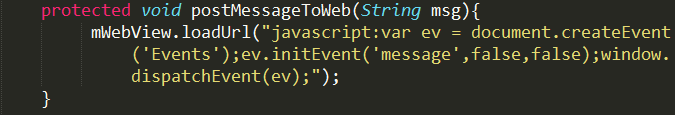 protected void postMessageToWeb(String msg){
mWebView.loadUrl("javascript:var ev = document.createEvent
('Events');ev.initEvent('message',false,false);window.
dispatchEvent(ev);");
}